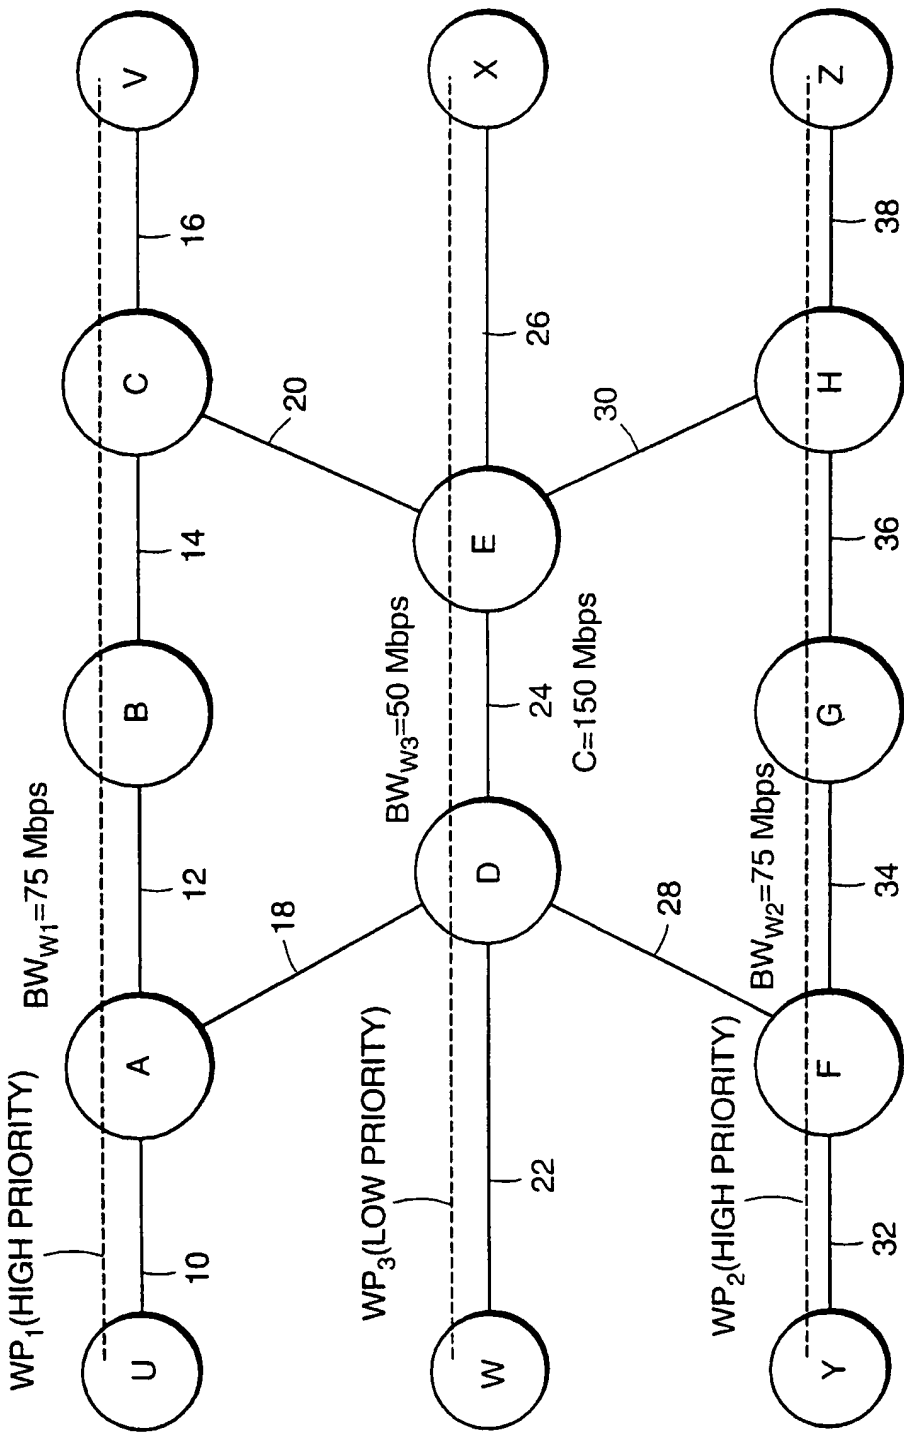 WP1(HIGH PRIORITY)
BWW1=75 Mbps
U
A
B
C
V
10
12
14
16
18
20
WP3(LOW PRIORITY)
BWW3=50 Mbps
W
D
E
X
22
24
26
C=150 Mbps
28
30
WP2(HIGH PRIORITY)
BWW2=75 Mbps
Y
F
G
H
Z
32
34
36
38